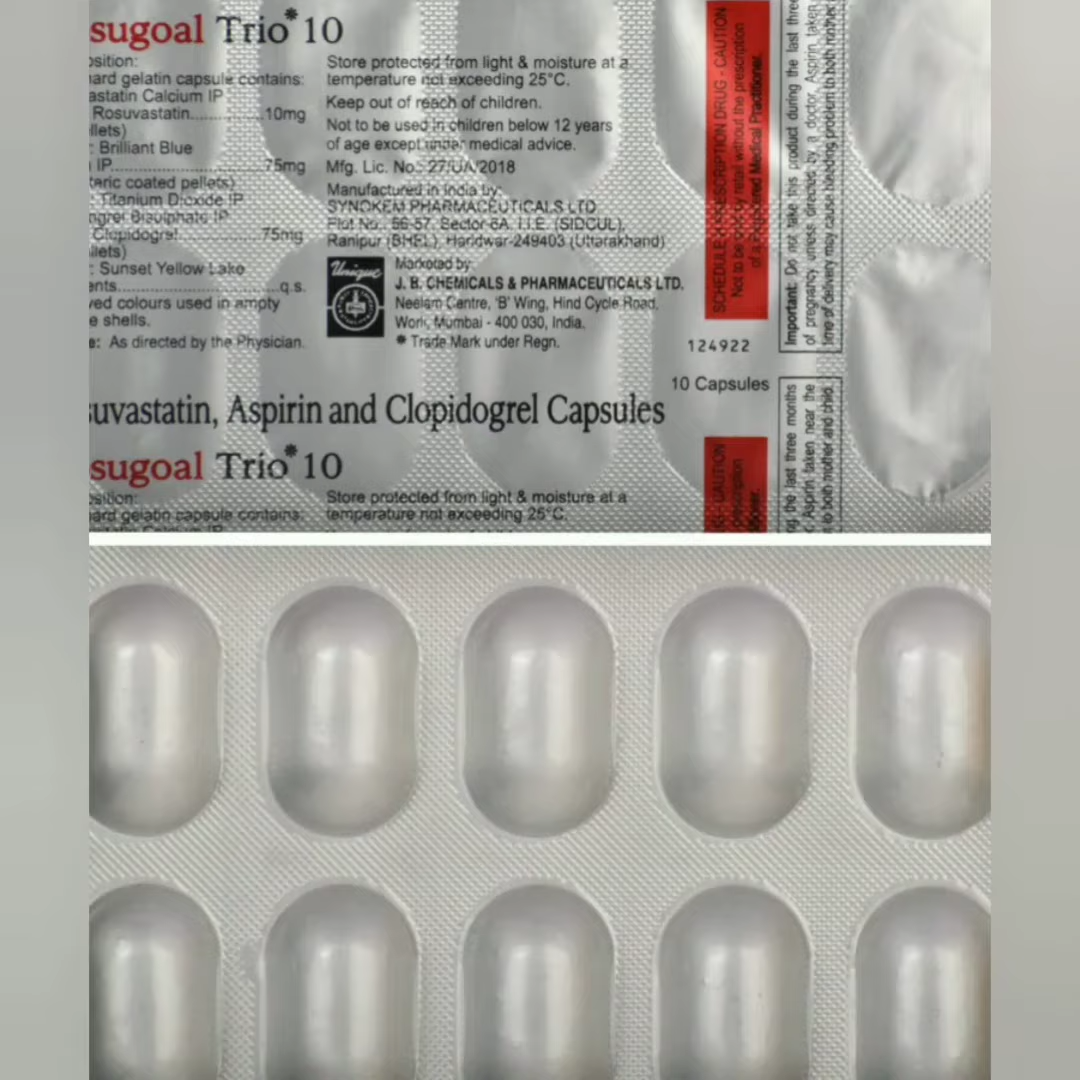 sugoal Trio* 10
sition:
ard gelatin capsule contains:
astatin Calcium IP
Rosuvastatin..............10mg
llets)
: Brilliant Blue
IP..........................75mg
teric coated pellets)
: Titanium Dioxide IP
ngrel Bisulphate IP
Clopidogrel..............75mg
llets)
: Sunset Yellow Lake
ents..........................q.s.
ved colours used in empty
e shells.
e: As directed by the Physician.
Store protected from light & moisture at a
temperature not exceeding 25°C.
Keep out of reach of children.
Not to be used in children below 12 years
of age except under medical advice.
Mfg. Lic. No.: 27/UA/2018
Manufactured in India by:
SYNOKEM PHARMACEUTICALS LTD.
Plot No.: 56-57, Sector-6A, I.I.E. (SIDCUL),
Ranipur (BHEL), Haridwar-249403 (Uttarakhand)
Unique
Marketed by:
J. B. CHEMICALS & PHARMACEUTICALS LTD.
Neelam Centre, 'B' Wing, Hind Cycle Road,
Worli, Mumbai - 400 030, India.
* Trade Mark under Regn.
SCHEDULE PRESCRIPTION DRUG - CAUTION
Not to be sold by retail without the prescription
of a Registered Medical Practitioner.
Important: Do not take this product during the last three
of pregnancy unless directed by a doctor. Aspirin taken
time of delivery may cause bleeding problem to both mother
124922
10 Capsules
suvastatin, Aspirin and Clopidogrel Capsules
sugoal Trio* 10
sition:
ard gelatin capsule contains:
Store protected from light & moisture at a
temperature not exceeding 25°C.
CAUTION
prescription
ng the last three months
r. Aspirin taken near the
to both mother and child.